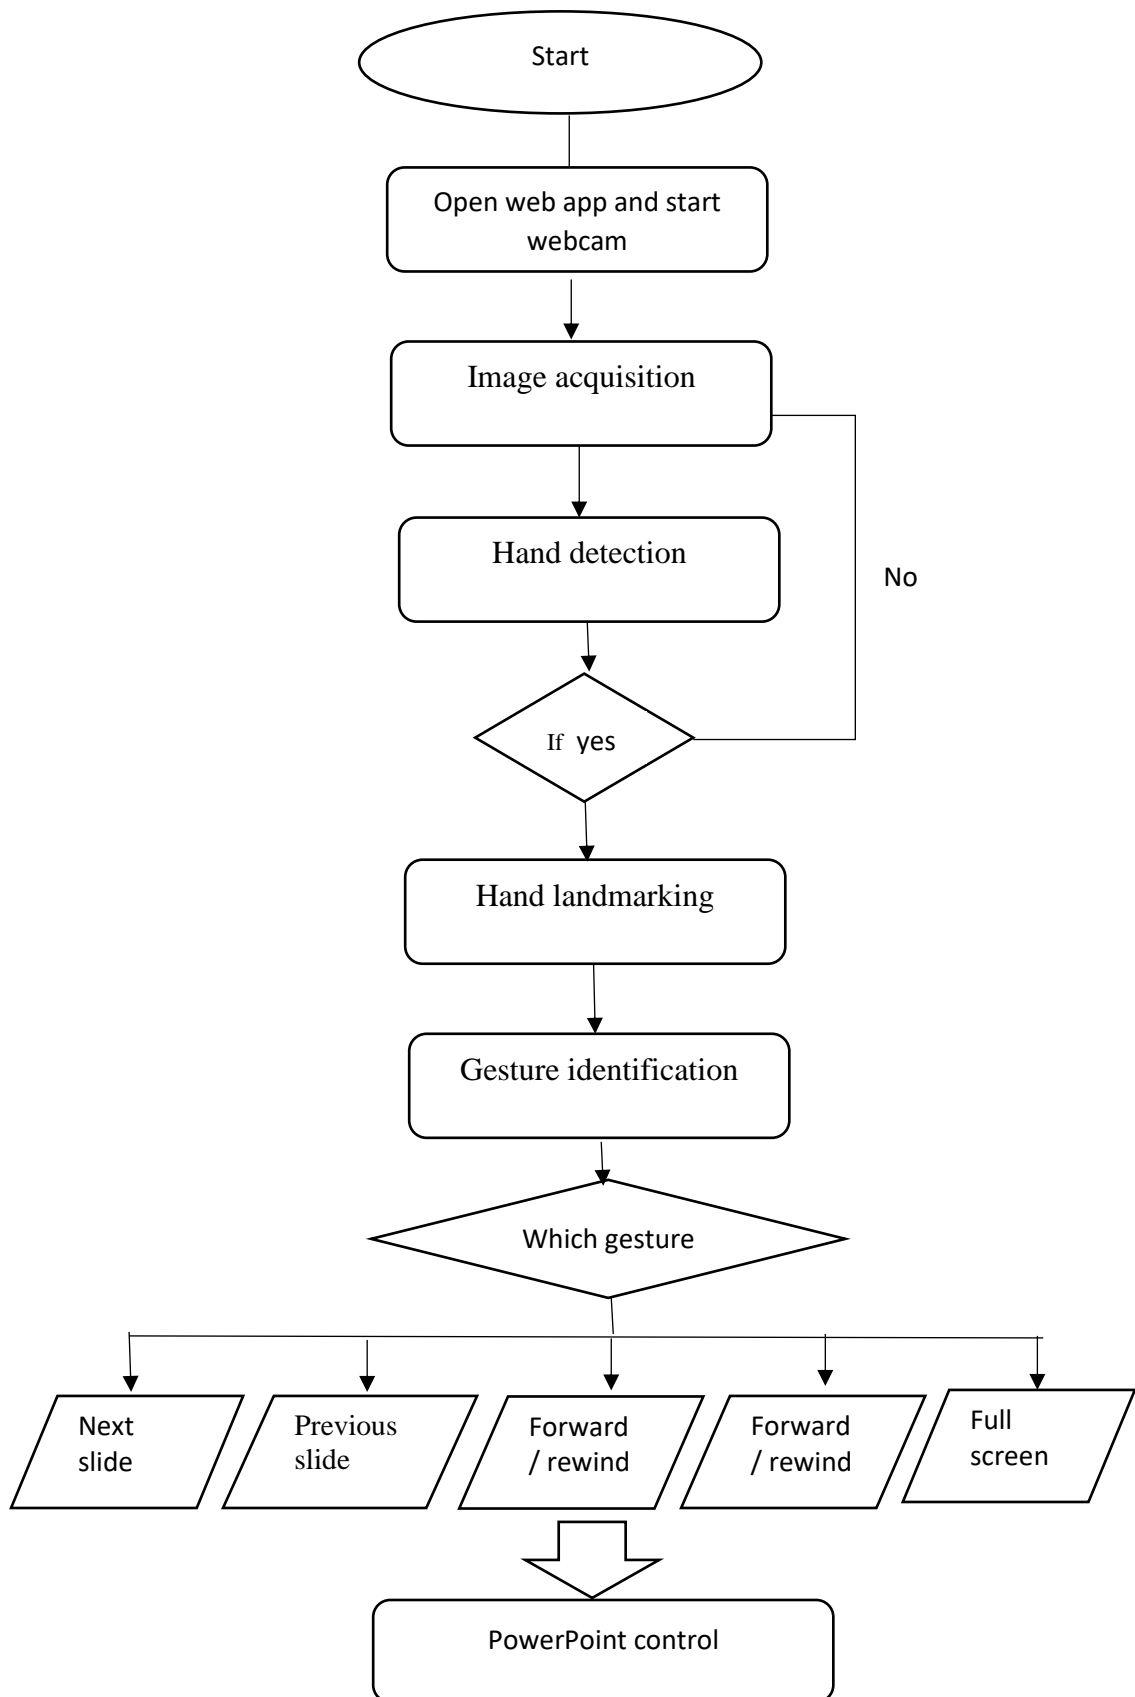 Start
Open web app and start
webcam
Image acquisition
Hand detection
No
If yes
Hand landmarking
Gesture identification
Which gesture
Next
slide
Previous
slide
Forward
/ rewind
Forward
/ rewind
Full
screen
PowerPoint control